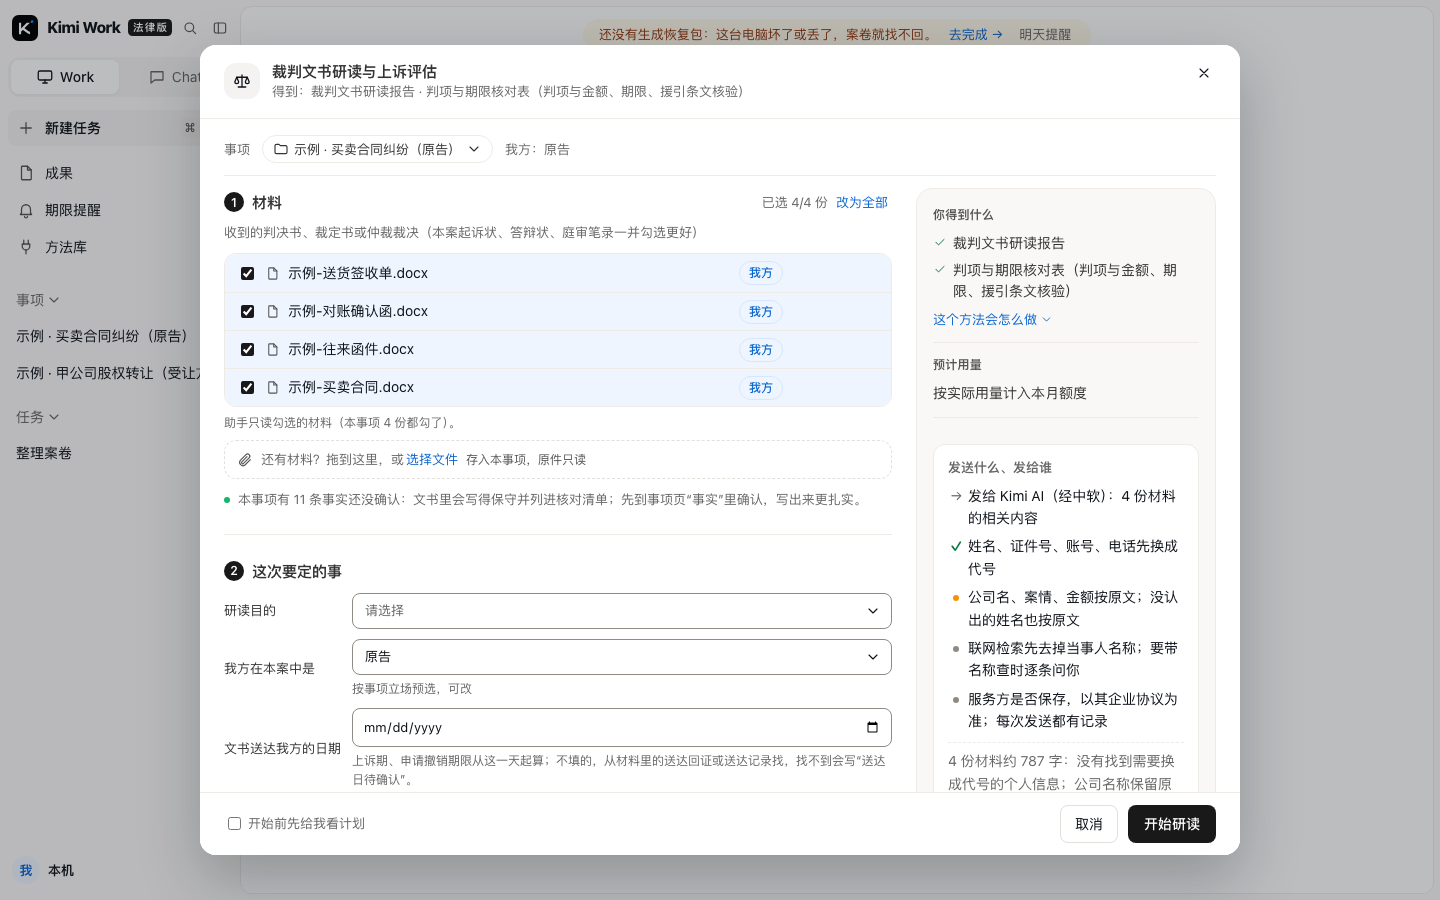 Kimi Work 法律版
还没有生成恢复包：这台电脑坏了或丢了，案卷就找不回。 去完成 → 明天提醒
Work
Chat
新建任务 ⌘
成果
期限提醒
方法库
事项
示例 · 买卖合同纠纷（原告）
示例 · 甲公司股权转让（受让
任务
整理案卷
我 本机
裁判文书研读与上诉评估
得到：裁判文书研读报告 · 判项与期限核对表（判项与金额、期限、援引条文核验）
事项 示例 · 买卖合同纠纷（原告） 我方：原告
1 材料 已选 4/4 份 改为全部
收到的判决书、裁定书或仲裁裁决（本案起诉状、答辩状、庭审笔录一并勾选更好）
示例-送货签收单.docx 我方
示例-对账确认函.docx 我方
示例-往来函件.docx 我方
示例-买卖合同.docx 我方
助手只读勾选的材料（本事项 4 份都勾了）。
还有材料？拖到这里，或 选择文件 存入本事项，原件只读
本事项有 11 条事实还没确认：文书里会写得保守并列进核对清单；先到事项页“事实”里确认，写出来更扎实。
2 这次要定的事
研读目的 请选择
我方在本案中是 原告
按事项立场预选，可改
文书送达我方的日期 mm/dd/yyyy
上诉期、申请撤销期限从这一天起算；不填的，从材料里的送达回证或送达记录找，找不到会写“送达
日待确认”。
你得到什么
裁判文书研读报告
判项与期限核对表（判项与金额、期
限、援引条文核验）
这个方法会怎么做
预计用量
按实际用量计入本月额度
发送什么、发给谁
→ 发给 Kimi AI（经中软）：4 份材料
的相关内容
姓名、证件号、账号、电话先换成
代号
公司名、案情、金额按原文；没认
出的姓名也按原文
联网检索先去掉当事人名称；要带
名称查时逐条问你
服务方是否保存，以其企业协议为
准；每次发送都有记录
4 份材料约 787 字：没有找到需要换
成代号的个人信息；公司名称保留原
开始前先给我看计划
取消 开始研读